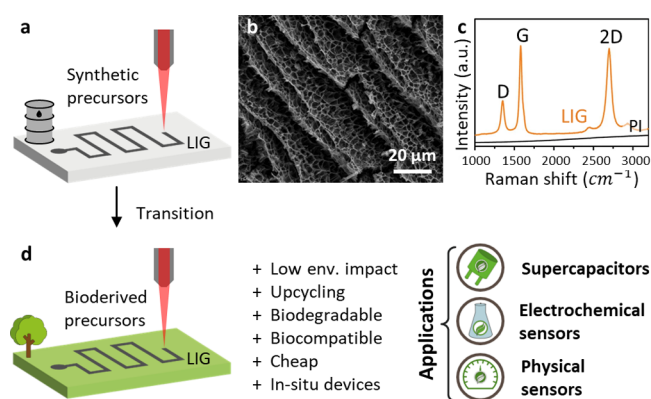 a
Synthetic
precursors
LIG
Transition
b
20 μm
c
Intensity (a.u.)
D
G
2D
LIG
PI
1000 1500 2000 2500 3000
Raman shift (cm⁻¹)
d
Bioderived
precursors
LIG
+ Low env. impact
+ Upcycling
+ Biodegradable
+ Biocompatible
+ Cheap
+ In-situ devices
Applications
Supercapacitors
Electrochemical
sensors
Physical
sensors